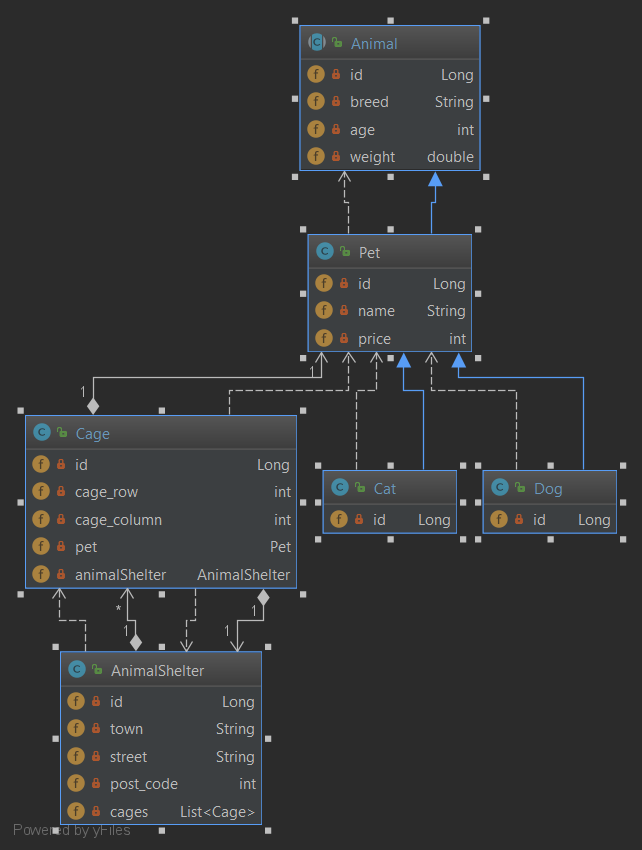 Animal
id Long
breed String
age int
weight double
Pet
id Long
name String
price int
1
1
Cage
id Long
cage_row int
cage_column int
pet Pet
animalShelter AnimalShelter
Cat
id Long
Dog
id Long
*
1
1
1
AnimalShelter
id Long
town String
street String
post_code int
cages List<Cage>
Powered by yFiles